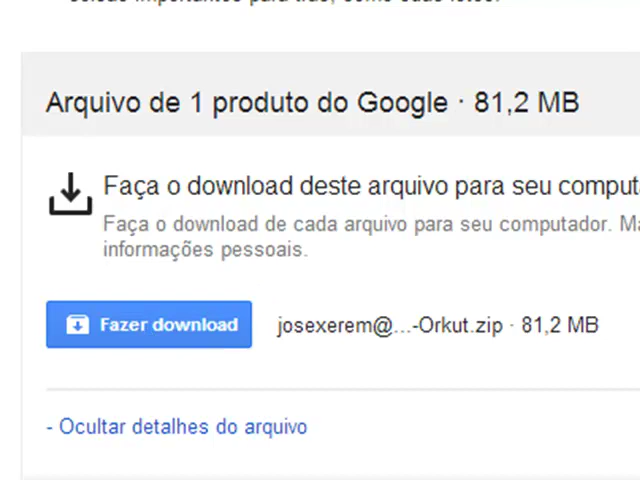 Arquivo de 1 produto do Google · 81,2 MB
Faça o download deste arquivo para seu comput
Faça o download de cada arquivo para seu computador. Ma
informações pessoais.
Fazer download
josexerem@...-Orkut.zip · 81,2 MB
- Ocultar detalhes do arquivo